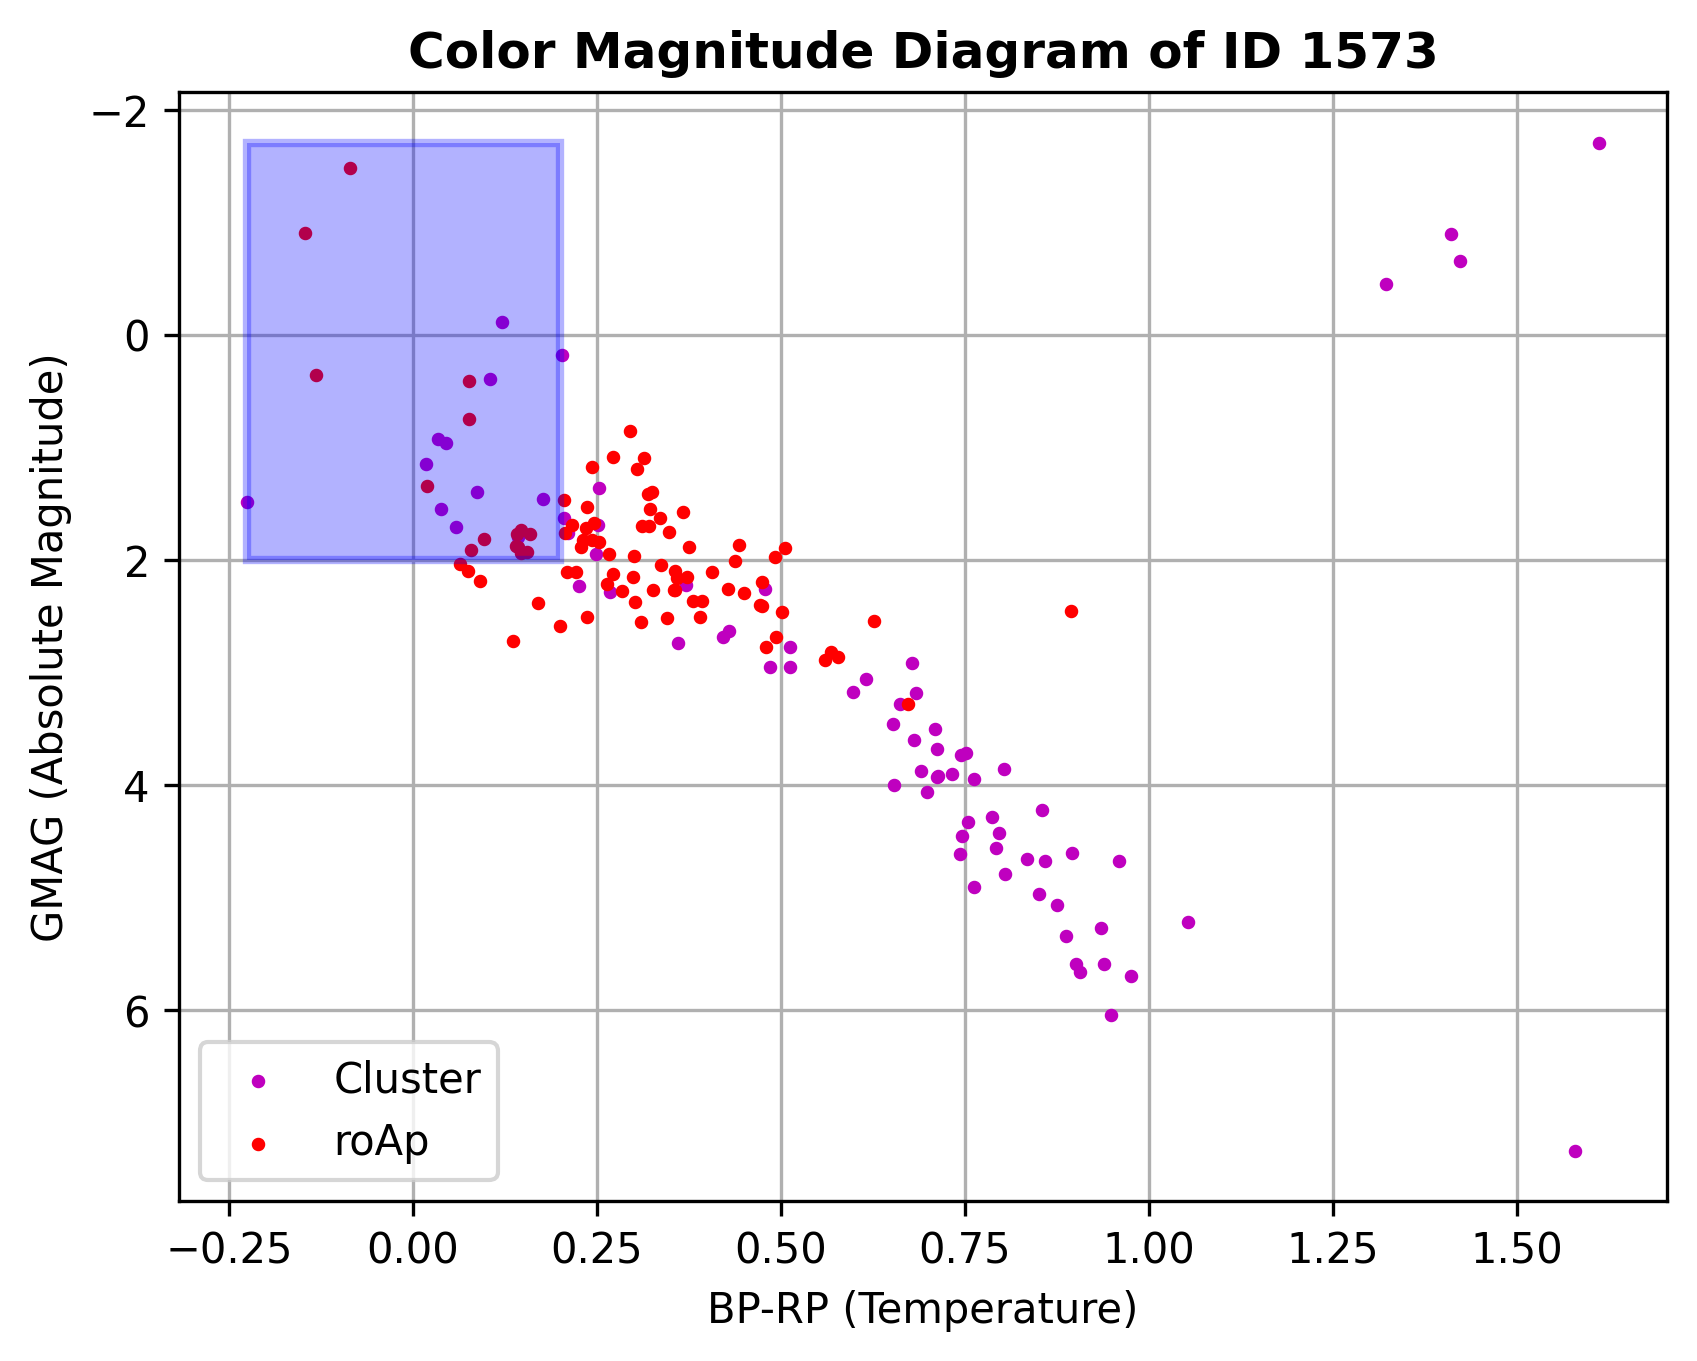 Color Magnitude Diagram of ID 1573
GMAG (Absolute Magnitude)
−2
0
2
4
6
Cluster
roAp
−0.25 0.00 0.25 0.50 0.75 1.00 1.25 1.50
BP-RP (Temperature)